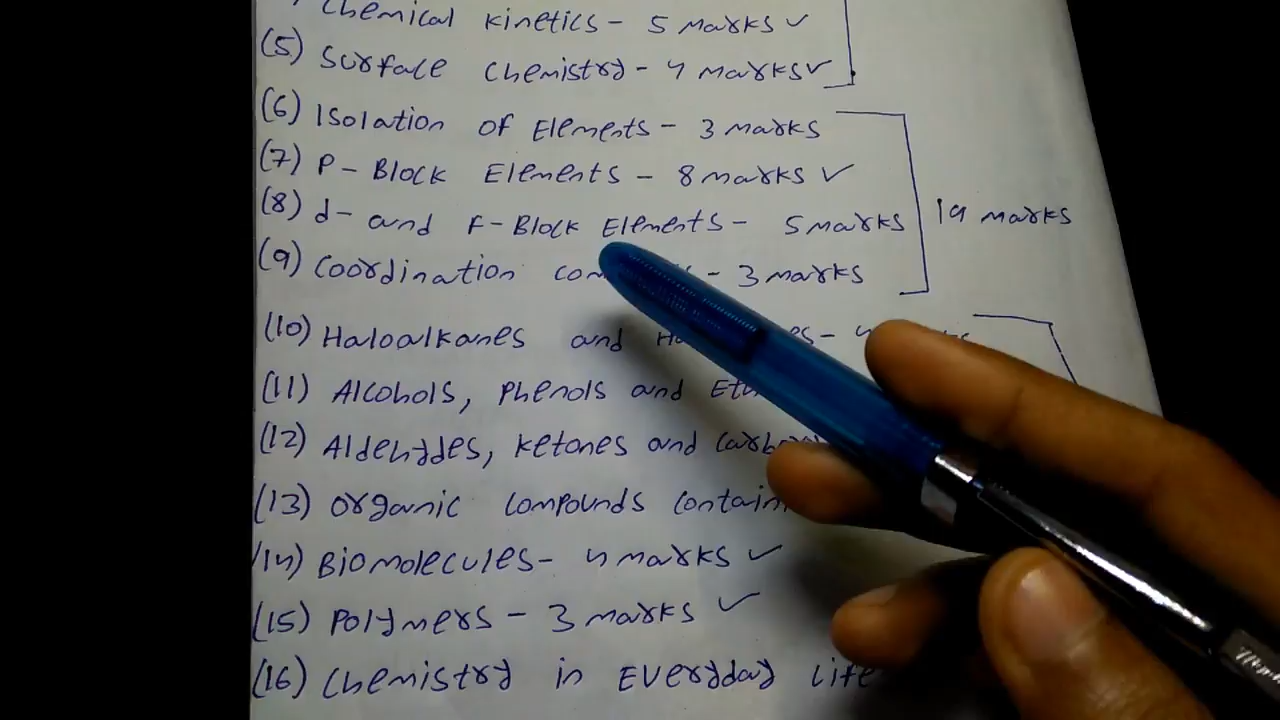 Chemical kinetics - 5 marks ✓
(5) Surface Chemistry - 4 marks ✓
(6) Isolation of Elements - 3 marks
(7) P - Block Elements - 8 marks ✓
(8) d- and F - Block Elements - 5 marks
19 marks
(9) Coordination - 3 marks
(10) Haloalkanes and
(11) Alcohols, Phenols and
(12) Aldehydes, Ketones and
(13) Organic Compounds
(14) Biomolecules - 4 marks ✓
(15) Polymers - 3 marks ✓
(16) Chemistry in Everyday Life